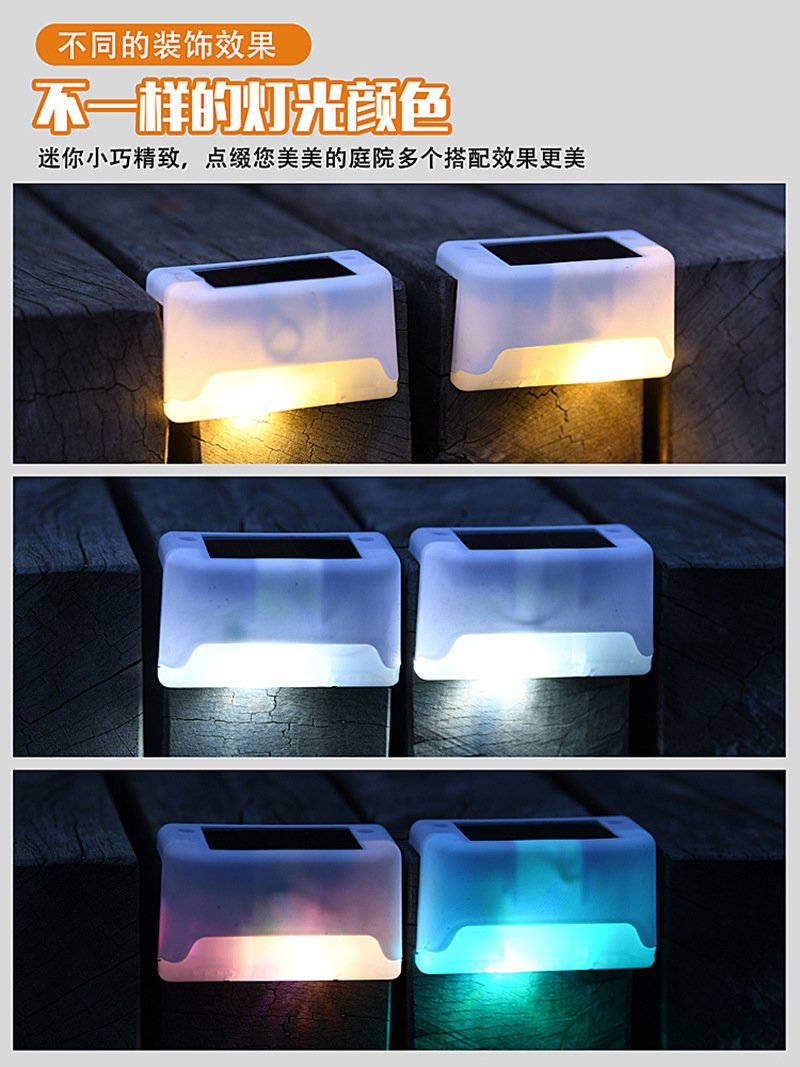 不同的装饰效果
不一样的灯光颜色
迷你小巧精致，点缀您美美的庭院多个搭配效果更美